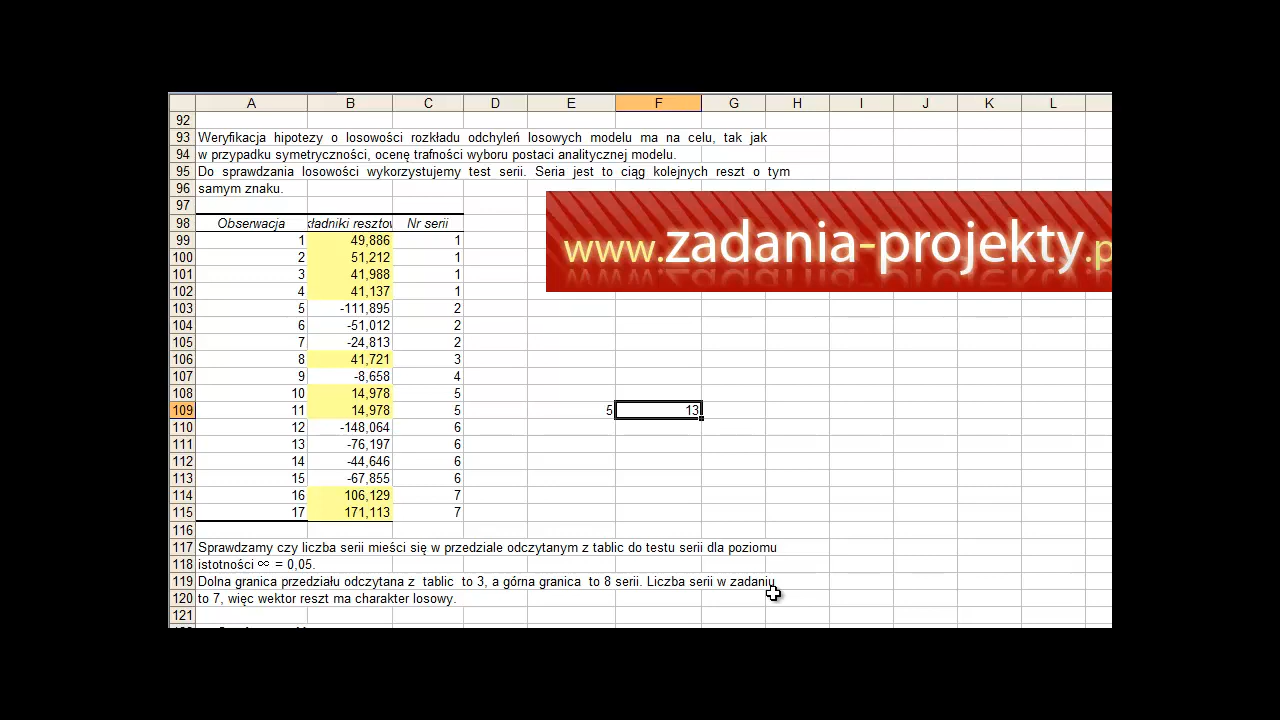 A B C D E F G H I J K L
92
93 Weryfikacja hipotezy o losowości rozkładu odchyleń losowych modelu ma na celu, tak jak
94 w przypadku symetryczności, ocenę trafności wyboru postaci analitycznej modelu.
95 Do sprawdzania losowości wykorzystujemy test serii. Seria jest to ciąg kolejnych reszt o tym
96 samym znaku.
97
www.zadania-projekty.p
98 Obserwacja kładniki resztow Nr serii
99 1 49,886 1
100 2 51,212 1
101 3 41,988 1
102 4 41,137 1
103 5 -111,895 2
104 6 -51,012 2
105 7 -24,813 2
106 8 41,721 3
107 9 -8,658 4
108 10 14,978 5
109 11 14,978 5 5 13
110 12 -148,064 6
111 13 -76,197 6
112 14 -44,646 6
113 15 -67,855 6
114 16 106,129 7
115 17 171,113 7
116
117 Sprawdzamy czy liczba serii mieści się w przedziale odczytanym z tablic do testu serii dla poziomu
118 istotności ∞ = 0,05.
119 Dolna granica przedziału odczytana z tablic to 3, a górna granica to 8 serii. Liczba serii w zadaniu
120 to 7, więc wektor reszt ma charakter losowy.
121